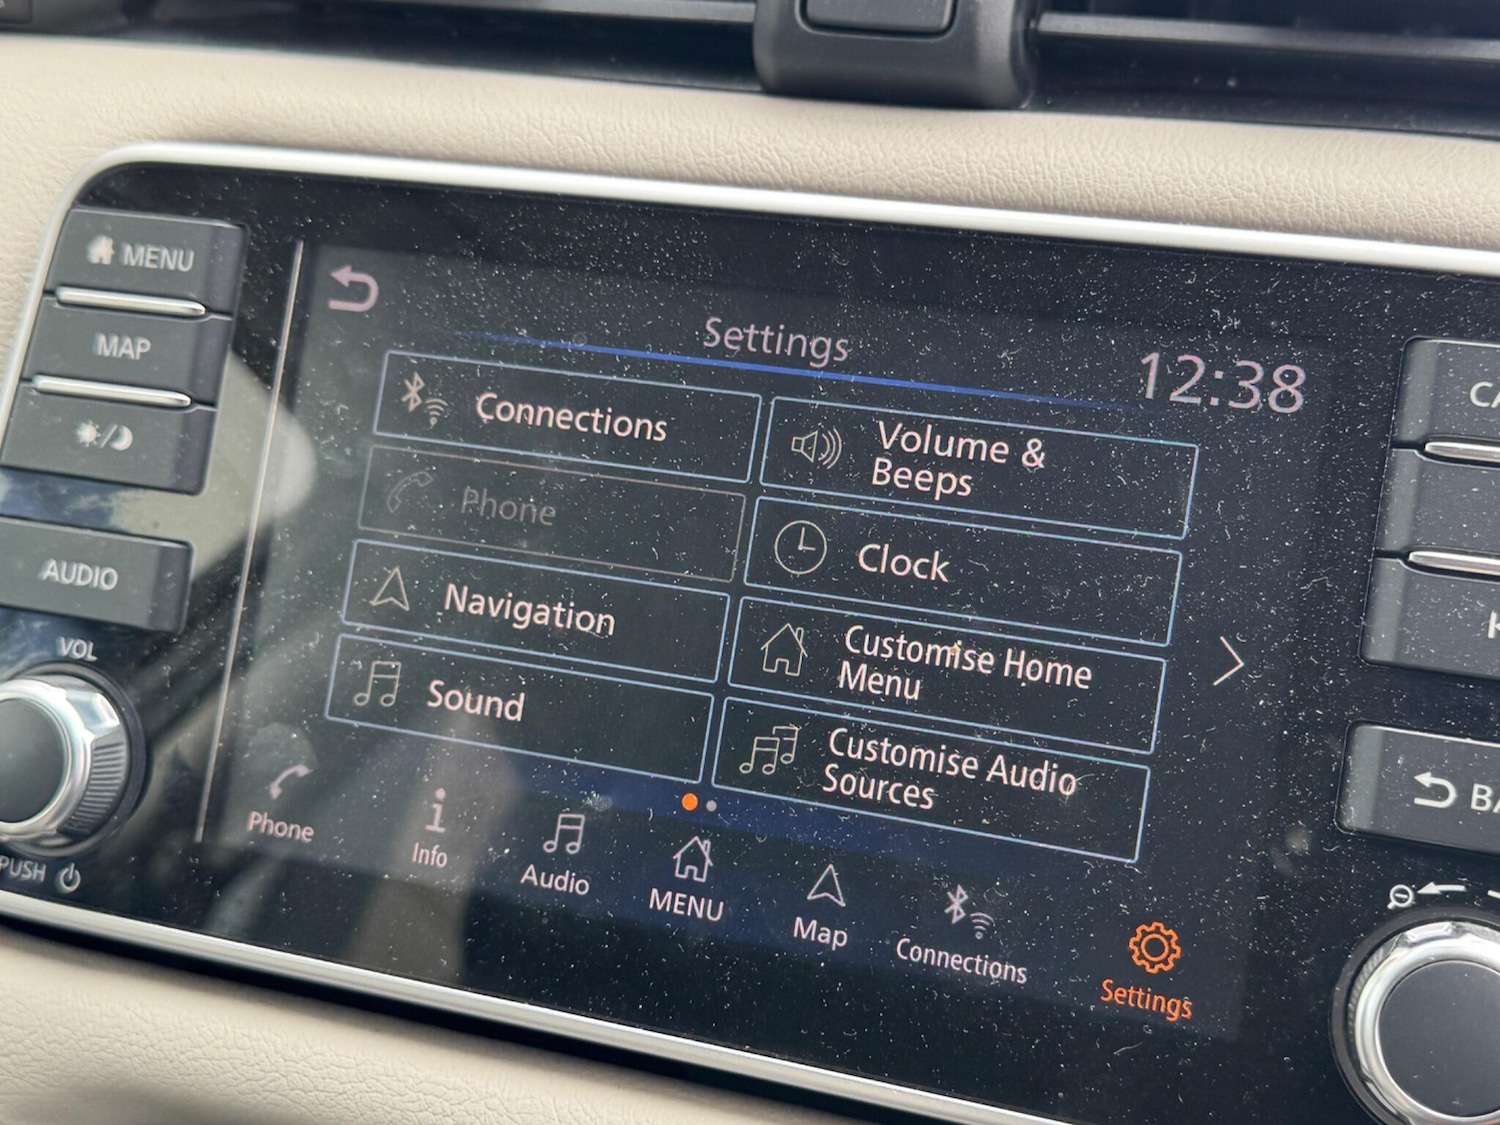 MENU
MAP
AUDIO
VOL
PUSH
Settings
12:38
Connections
Volume &
Beeps
Phone
Clock
Navigation
Customise Home
Menu
Sound
Customise Audio
Sources
Phone
Info
Audio
MENU
Map
Connections
Settings